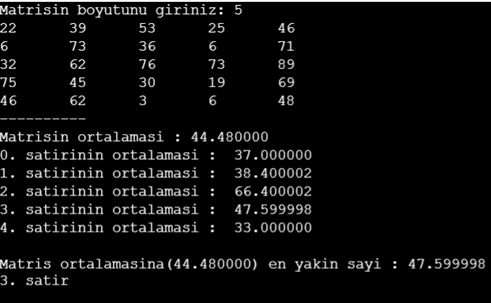 Matrisin boyutunu giriniz: 5
22 39 53 25 46
6 73 36 6 71
32 62 76 73 89
75 45 30 19 69
46 62 3 6 48
----------
Matrisin ortalamasi : 44.480000
0. satirinin ortalamasi : 37.000000
1. satirinin ortalamasi : 38.400002
2. satirinin ortalamasi : 66.400002
3. satirinin ortalamasi : 47.599998
4. satirinin ortalamasi : 33.000000
Matris ortalamasina(44.480000) en yakin sayi : 47.599998
3. satir